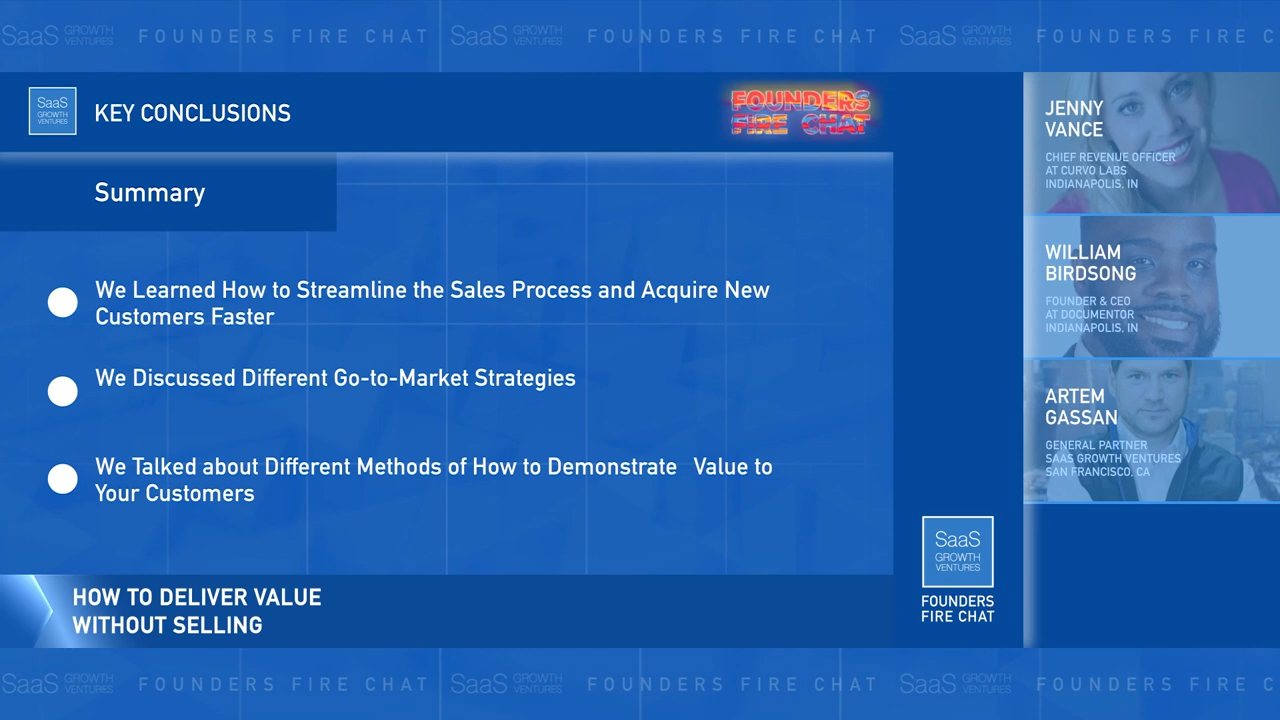 SaaS GROWTH VENTURES FOUNDERS FIRE CHAT SaaS GROWTH VENTURES FOUNDERS FIRE CHAT SaaS GROWTH VENTURES FOUNDERS FIRE C
SaaS
GROWTH
VENTURES
KEY CONCLUSIONS
FOUNDERS
FIRE CHAT
Summary
We Learned How to Streamline the Sales Process and Acquire New
Customers Faster
We Discussed Different Go-to-Market Strategies
We Talked about Different Methods of How to Demonstrate Value to
Your Customers
HOW TO DELIVER VALUE
WITHOUT SELLING
JENNY
VANCE
CHIEF REVENUE OFFICER
AT CURVO LABS
INDIANAPOLIS, IN
WILLIAM
BIRDSONG
FOUNDER & CEO
AT DOCUMENTOR
INDIANAPOLIS, IN
ARTEM
GASSAN
GENERAL PARTNER
SAAS GROWTH VENTURES
SAN FRANCISCO, CA
SaaS
GROWTH
VENTURES
FOUNDERS
FIRE CHAT
SaaS GROWTH VENTURES FOUNDERS FIRE CHAT SaaS GROWTH VENTURES FOUNDERS FIRE CHAT SaaS GROWTH VENTURES FOUNDERS FIRE C